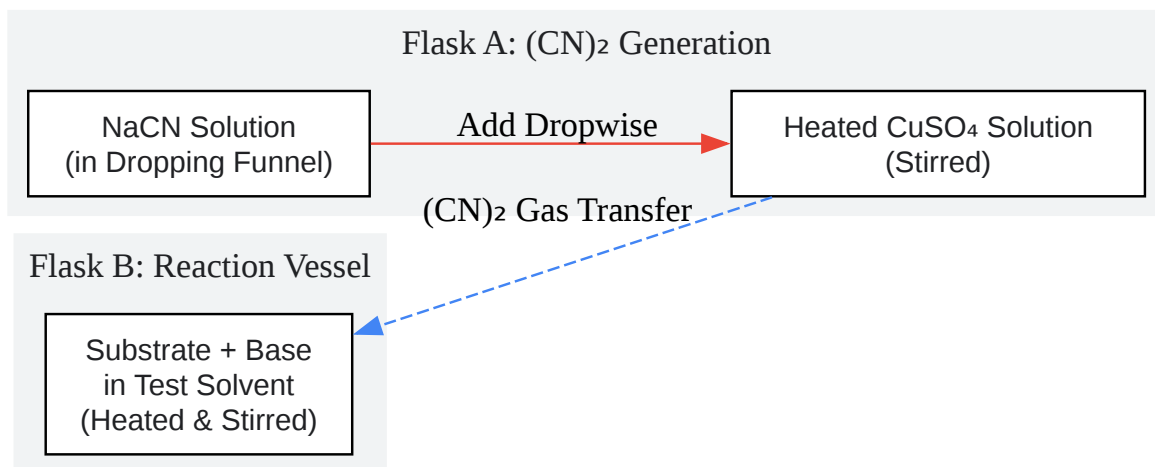 Flask A: (CN)₂ Generation
NaCN Solution
(in Dropping Funnel)
Add Dropwise
Heated CuSO₄ Solution
(Stirred)
(CN)₂ Gas Transfer
Flask B: Reaction Vessel
Substrate + Base
in Test Solvent
(Heated & Stirred)